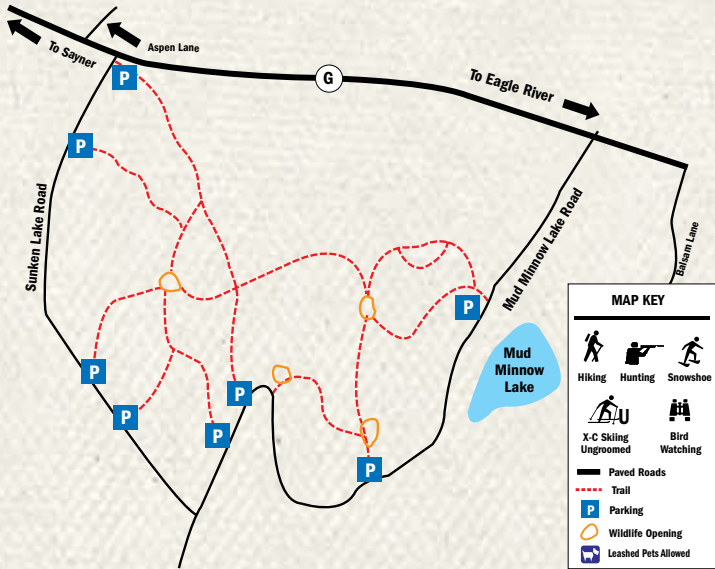 To Sayner
Aspen Lane
P
G
To Eagle River
P
Sunken Lake Road
Mud Minnow Lake Road
Balsam Lane
P
Mud
Minnow
Lake
P
P
P
P
P
MAP KEY
Hiking
Hunting
Snowshoe
X-C Skiing
Ungroomed
Bird
Watching
Paved Roads
Trail
P
Parking
Wildlife Opening
Leashed Pets Allowed